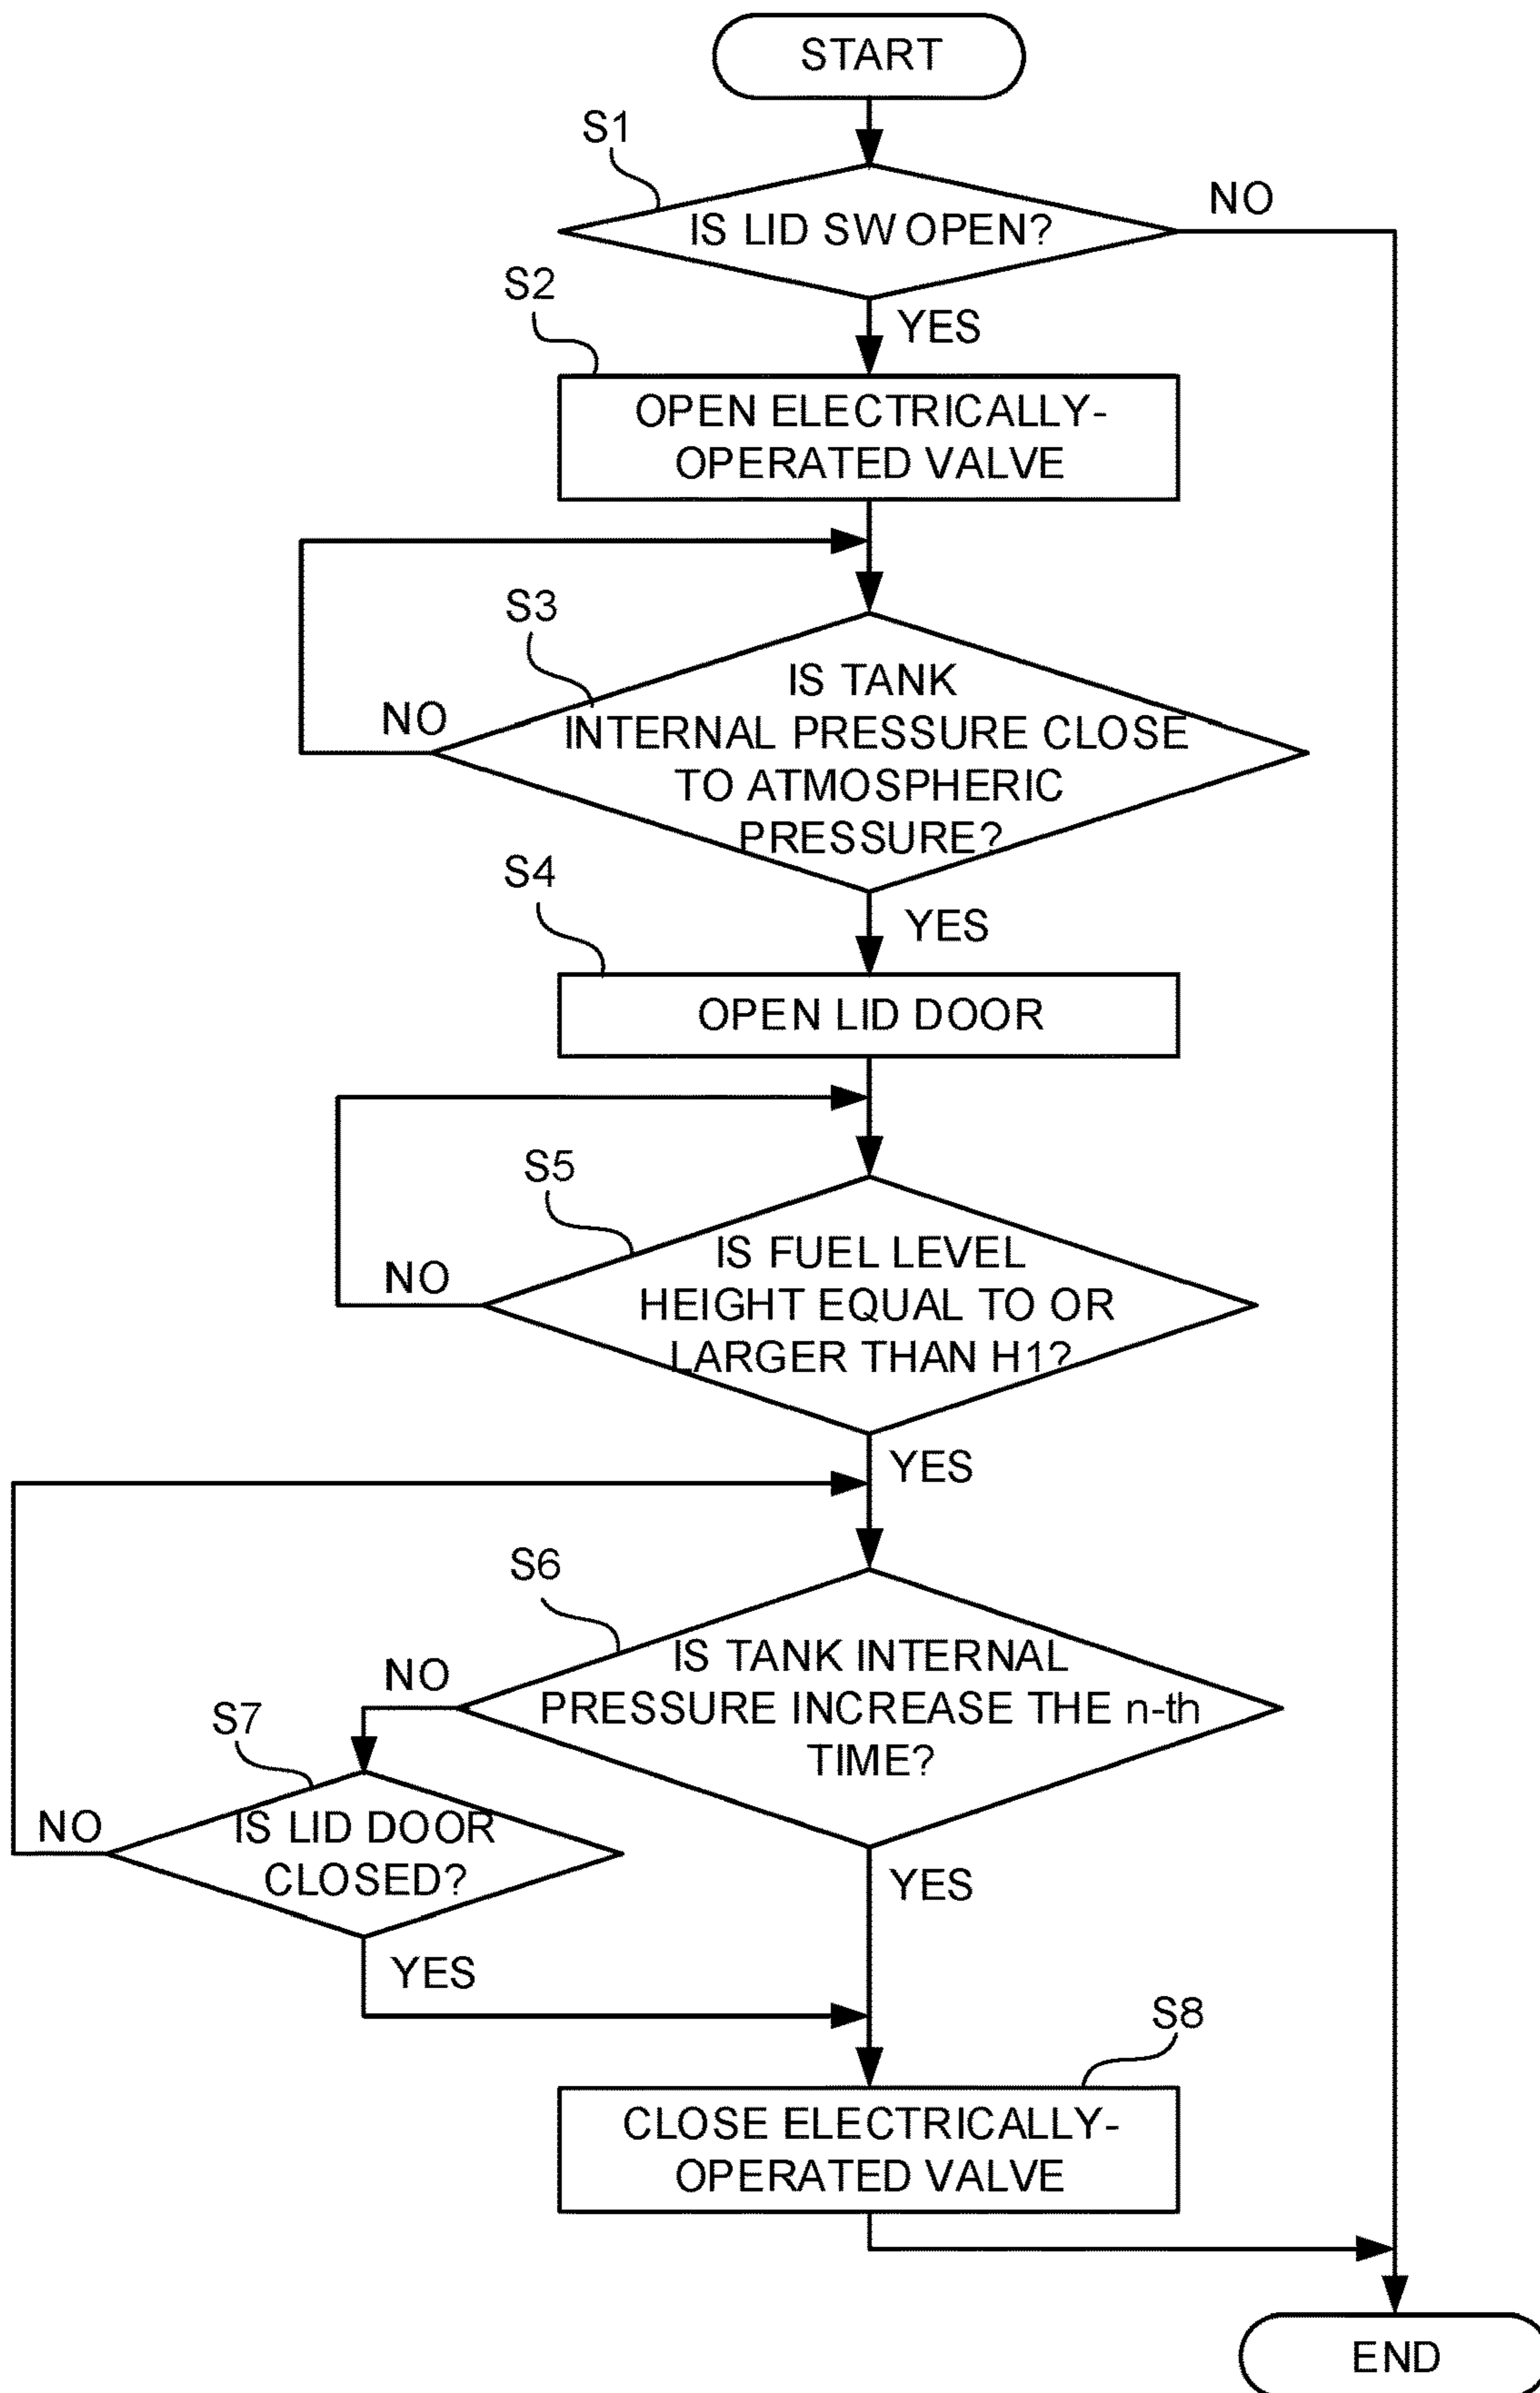 START
S1
IS LID SW OPEN?
NO
YES
S2
OPEN ELECTRICALLY-
OPERATED VALVE
S3
IS TANK
INTERNAL PRESSURE CLOSE
TO ATMOSPHERIC
PRESSURE?
NO
YES
S4
OPEN LID DOOR
S5
IS FUEL LEVEL
HEIGHT EQUAL TO OR
LARGER THAN H1?
NO
YES
S6
IS TANK INTERNAL
PRESSURE INCREASE THE n-th
TIME?
NO
YES
S7
IS LID DOOR
CLOSED?
NO
YES
S8
CLOSE ELECTRICALLY-
OPERATED VALVE
END